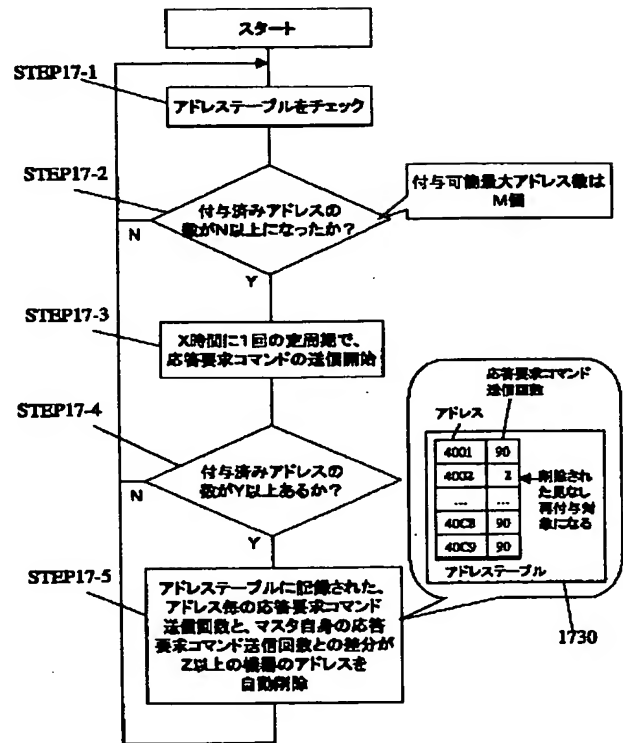 スタート
STEP17-1
アドレステーブルをチェック
STEP17-2
付与済みアドレスの
数がN以上になったか？
付与可能最大アドレス数は
M個
N
Y
STEP17-3
X時間に1回の定周期で、
応答要求コマンドの送信開始
STEP17-4
付与済みアドレスの
数がY以上あるか？
N
Y
STEP17-5
アドレステーブルに記録された、
アドレス毎の応答要求コマンド
送信回数と、マスタ自身の応答
要求コマンド送信回数との差分が
Z以上の機器のアドレスを
自動削除
応答要求コマンド
送信回数
アドレス
4001 90
4002 2
... ...
40C8 90
40C9 90
削除され
た見なし
再付与対
象になる
アドレステーブル
1730